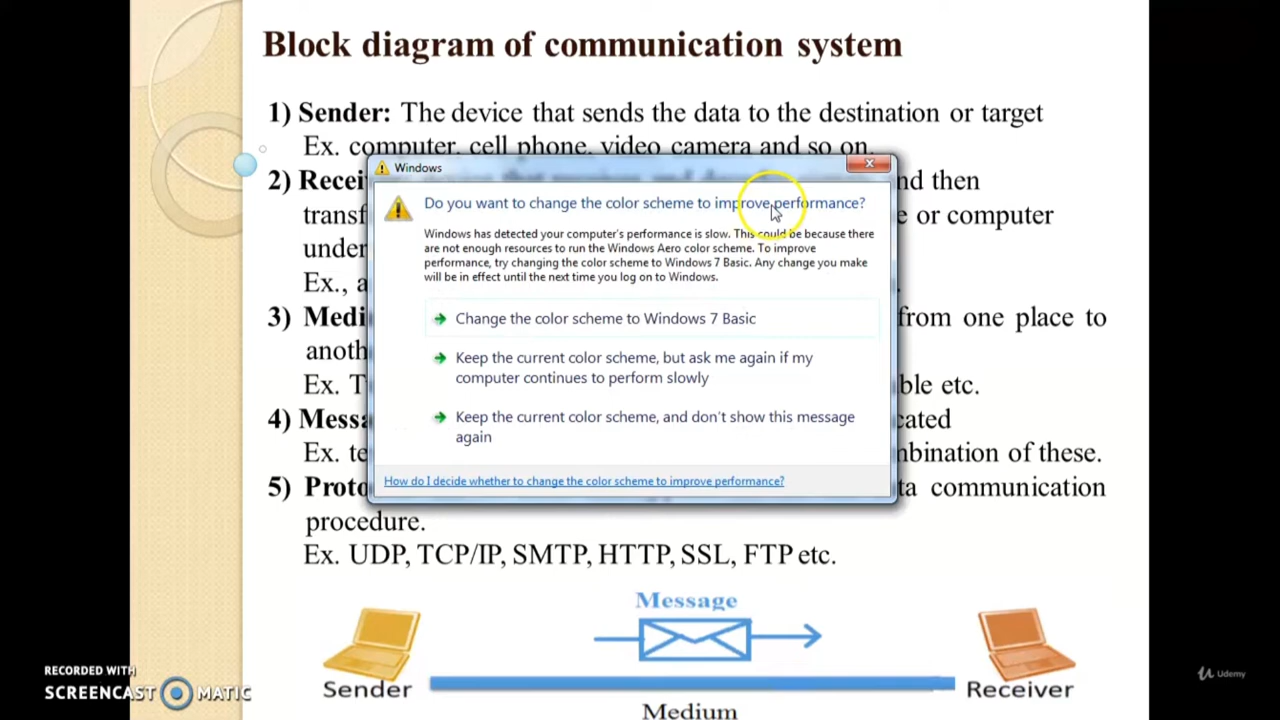 Block diagram of communication system
1) Sender: The device that sends the data to the destination or target
Ex. computer, cell phone, video camera and so on.
2) Recei
nd then
transf
e or computer
under
Ex., a
3) Medi
from one place to
anoth
Ex. T
ble etc.
4) Messa
cated
Ex. te
mbination of these.
5) Proto
ta communication
procedure.
Ex. UDP, TCP/IP, SMTP, HTTP, SSL, FTP etc.
Windows
Do you want to change the color scheme to improve performance?
Windows has detected your computer's performance is slow. This could be because there
are not enough resources to run the Windows Aero color scheme. To improve
performance, try changing the color scheme to Windows 7 Basic. Any change you make
will be in effect until the next time you log on to Windows.
Change the color scheme to Windows 7 Basic
Keep the current color scheme, but ask me again if my
computer continues to perform slowly
Keep the current color scheme, and don't show this message
again
How do I decide whether to change the color scheme to improve performance?
Message
Sender
Receiver
Medium
RECORDED WITH
SCREENCAST MATIC
Udemy